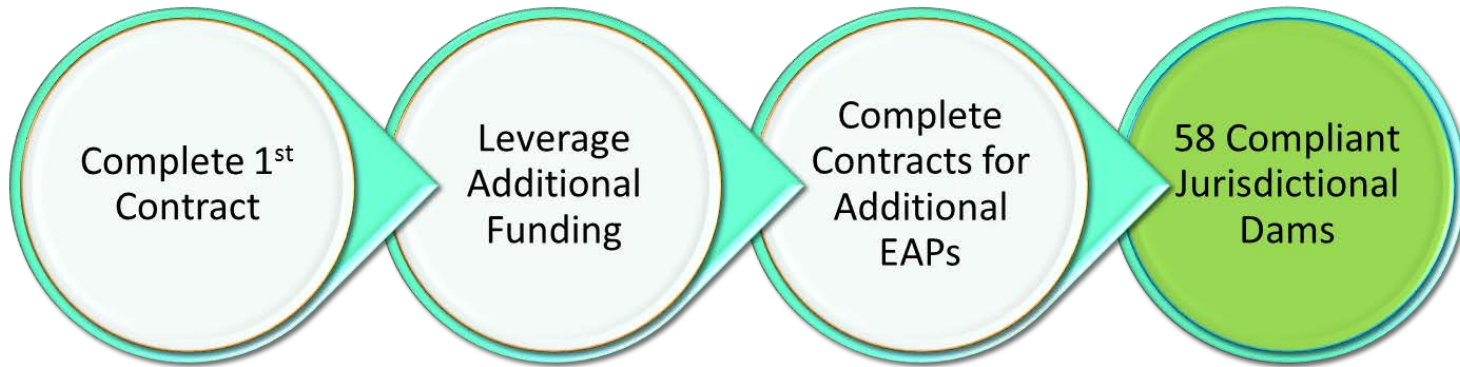 Complete 1st
Contract
Leverage
Additional
Funding
Complete
Contracts for
Additional
EAPs
58 Compliant
Jurisdictional
Dams